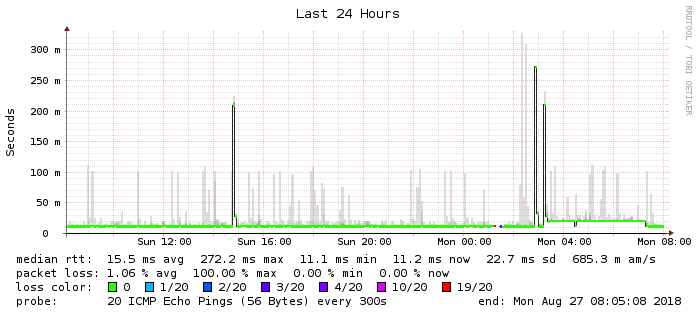 Last 24 Hours
RRDTOOL / TOBI OETIKER
Seconds
300 m
250 m
200 m
150 m
100 m
50 m
0
Sun 12:00 Sun 16:00 Sun 20:00 Mon 00:00 Mon 04:00 Mon 08:00
median rtt: 15.5 ms avg 272.2 ms max 11.1 ms min 11.2 ms now 22.7 ms sd 685.3 m am/s
packet loss: 1.06 % avg 100.00 % max 0.00 % min 0.00 % now
loss color: 0 1/20 2/20 3/20 4/20 10/20 19/20
probe: 20 ICMP Echo Pings (56 Bytes) every 300s end: Mon Aug 27 08:05:08 2018